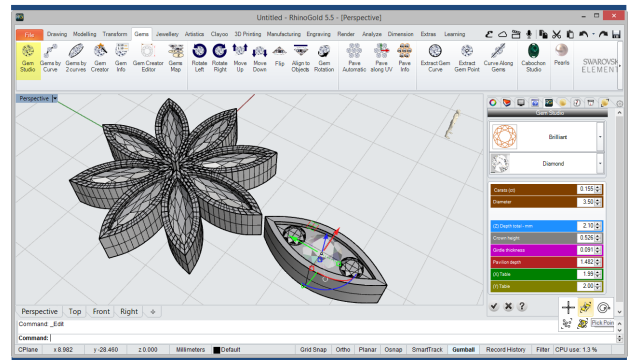 Untitled - RhinoGold 5.5 - [Perspective]
File Drawing Modelling Transform Gems Jewellery Artistics Clayoo 3D Printing Manufacturing Engraving Render Analyze Dimension Extras Learning
Gem Studio Gems by Curve Gems by 2 curves Gem Creator Gem Info Gem Creator Editor Gems Map Rotate Left Rotate Right Move Up Move Down Flip Align to Objects Gem Rotation Pave Automatic Pave along UV Pave Info Extract Gem Curve Extract Gem Point Curve Along Gems Cabochon Studio Pearls SWAROVSKI ELEMENT
Perspective
Gem Studio
Brilliant
Diamond
Carats (ct) 0.155
Diameter 3.50
(Z) Depth total - mm 2.10
Crown height 0.526
Girdle thickness 0.091
Pavilion depth 1.482
(X) Table 1.99
(Y) Table 2.00
Perspective Top Front Right
Command: _Edit
Pick Poin
Command:
CPlane x 8.982 y -28.460 z 0.000 Millimeters Default Grid Snap Ortho Planar Osnap SmartTrack Gumball Record History Filter CPU use: 1.3 %